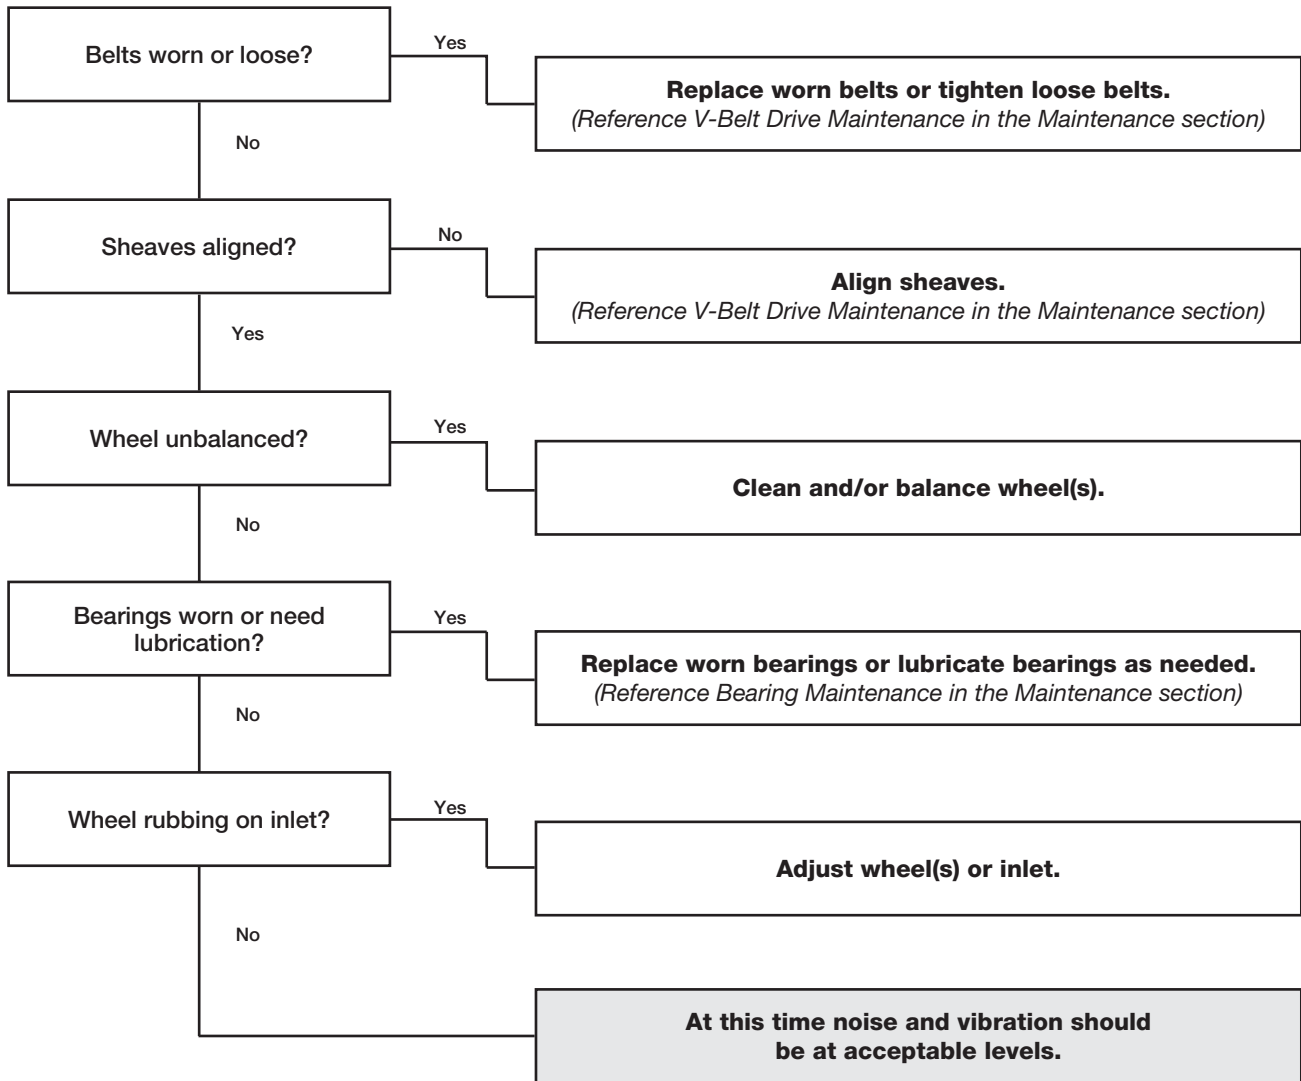 Belts worn or loose?
Yes
Replace worn belts or tighten loose belts.
(Reference V-Belt Drive Maintenance in the Maintenance section)
No
Sheaves aligned?
No
Align sheaves.
(Reference V-Belt Drive Maintenance in the Maintenance section)
Yes
Wheel unbalanced?
Yes
Clean and/or balance wheel(s).
No
Bearings worn or need
lubrication?
Yes
Replace worn bearings or lubricate bearings as needed.
(Reference Bearing Maintenance in the Maintenance section)
No
Wheel rubbing on inlet?
Yes
Adjust wheel(s) or inlet.
No
At this time noise and vibration should
be at acceptable levels.